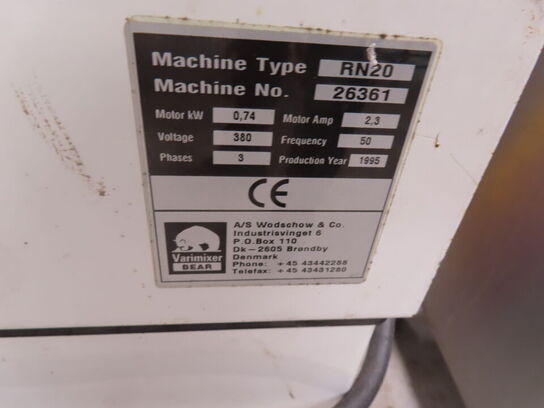 Machine Type RN20
Machine No. 26361
Motor kW 0,74 Motor Amp 2,3
Voltage 380 Frequency 50
Phases 3 Production Year 1995
CE
Varimixer
BEAR
A/S Wodschow & Co.
Industrisvinget 6
P.O.Box 110
Dk-2605 Brøndby
Denmark
Phone: +45 43442288
Telefax: +45 43431280